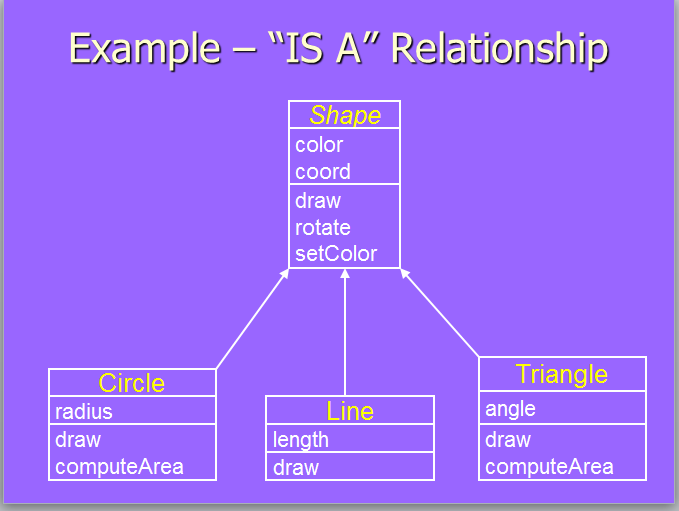 Example – “IS A” Relationship
Shape
color
coord
draw
rotate
setColor
Circle
radius
draw
computeArea
Line
length
draw
Triangle
angle
draw
computeArea